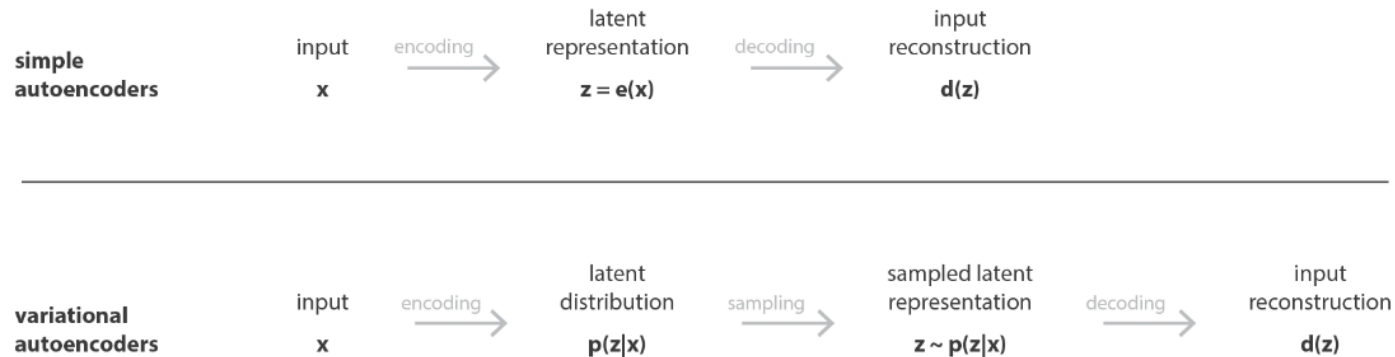 simple
autoencoders
input
x
encoding
latent
representation
z = e(x)
decoding
input
reconstruction
d(z)
variational
autoencoders
input
x
encoding
latent
distribution
p(z|x)
sampling
sampled latent
representation
z ~ p(z|x)
decoding
input
reconstruction
d(z)